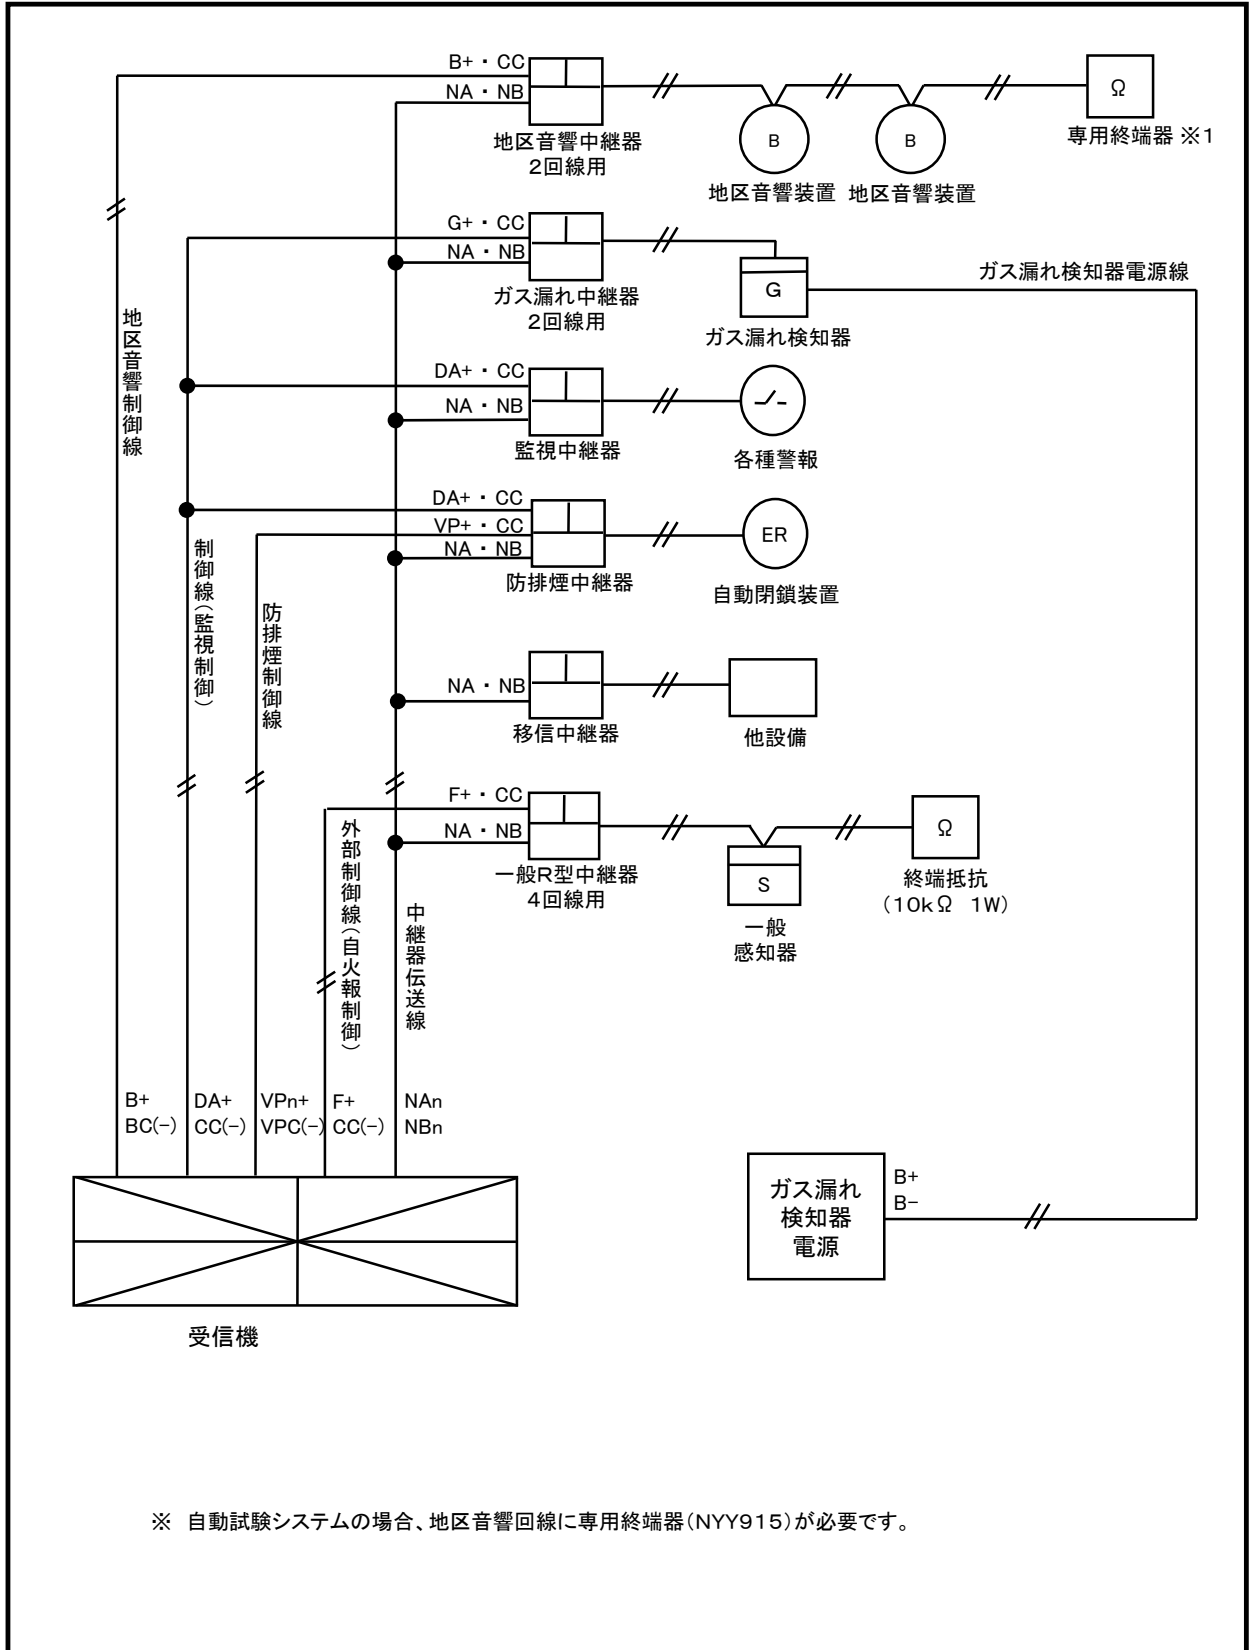 B+・CC
NA・NB
地区音響中継器
2回線用
B
B
地区音響装置
地区音響装置
Ω
専用終端器 ※1
G+・CC
NA・NB
ガス漏れ中継器
2回線用
G
ガス漏れ検知器
ガス漏れ検知器電源線
地区音響制御線
DA+・CC
NA・NB
監視中継器
各種警報
DA+・CC
VP+・CC
NA・NB
防排煙中継器
ER
自動閉鎖装置
制御線(監視制御)
防排煙制御線
NA・NB
移信中継器
他設備
F+・CC
NA・NB
一般R型中継器
4回線用
S
一般
感知器
Ω
終端抵抗
(10kΩ 1W)
外部制御線(自火報制御)
中継器伝送線
B+
BC(-)
DA+
CC(-)
VPn+
VPC(-)
F+
CC(-)
NAn
NBn
受信機
ガス漏れ
検知器
電源
B+
B-
※ 自動試験システムの場合、地区音響回線に専用終端器(NYY915)が必要です。